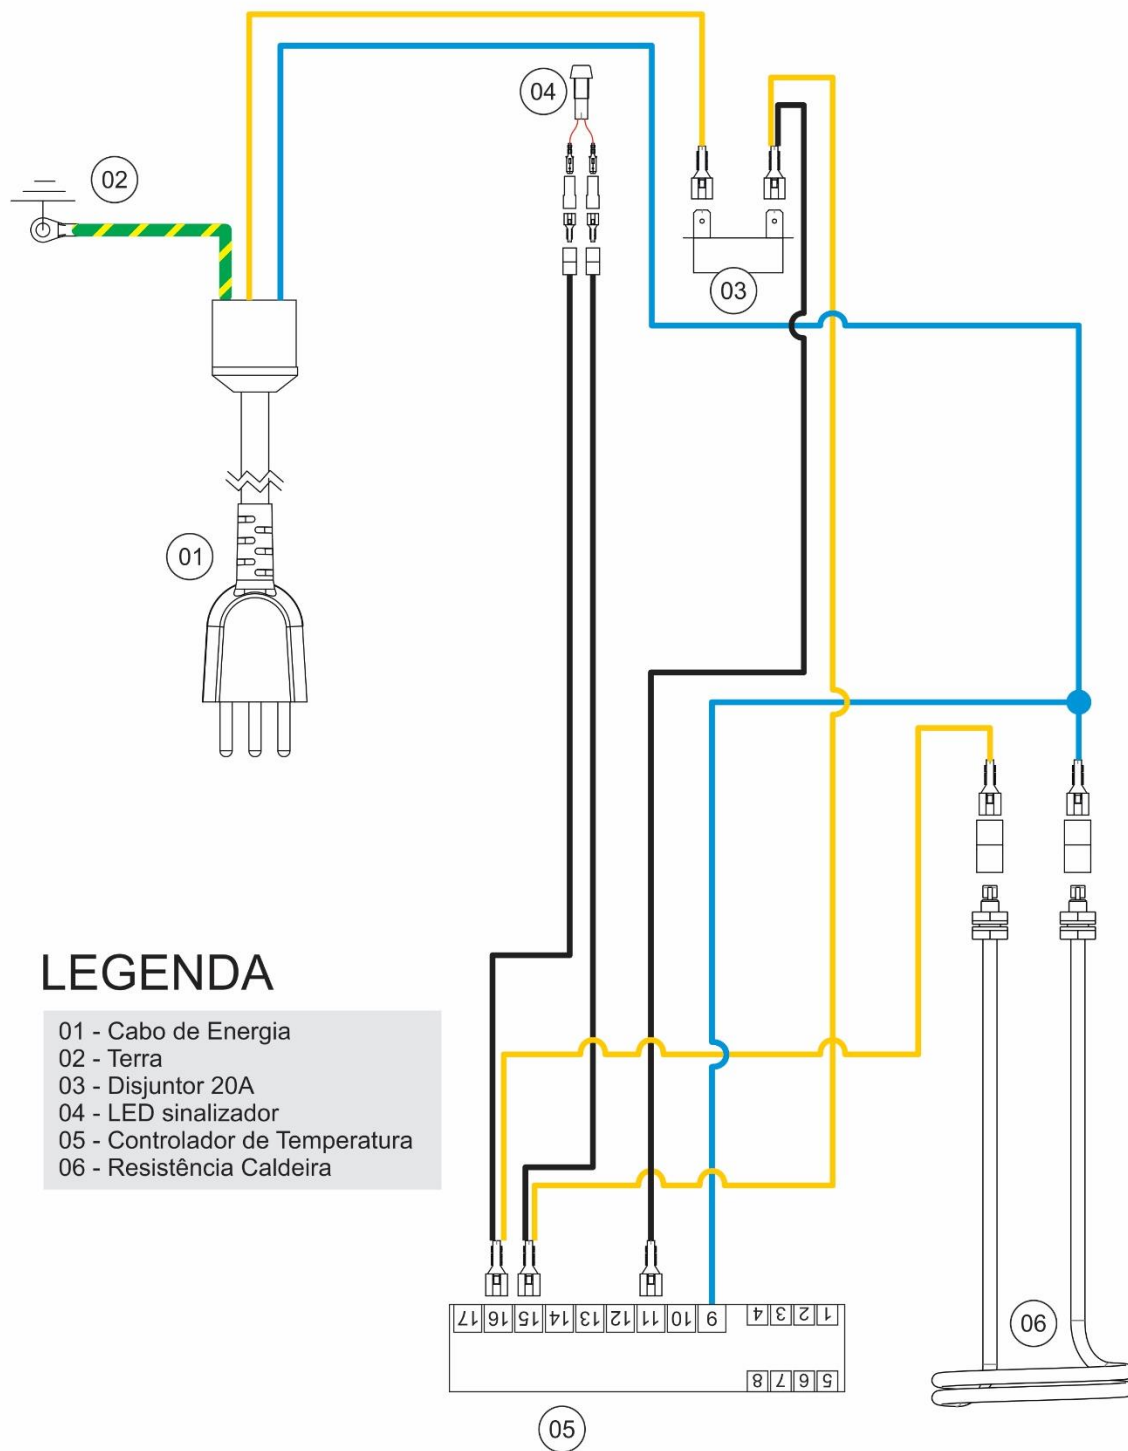 04
02
03
01
LEGENDA
01 - Cabo de Energia
02 - Terra
03 - Disjuntor 20A
04 - LED sinalizador
05 - Controlador de Temperatura
06 - Resistência Caldeira
17 16 15 14 13 12 11 10 9 4 3 2 1
8 7 6 5
06
05